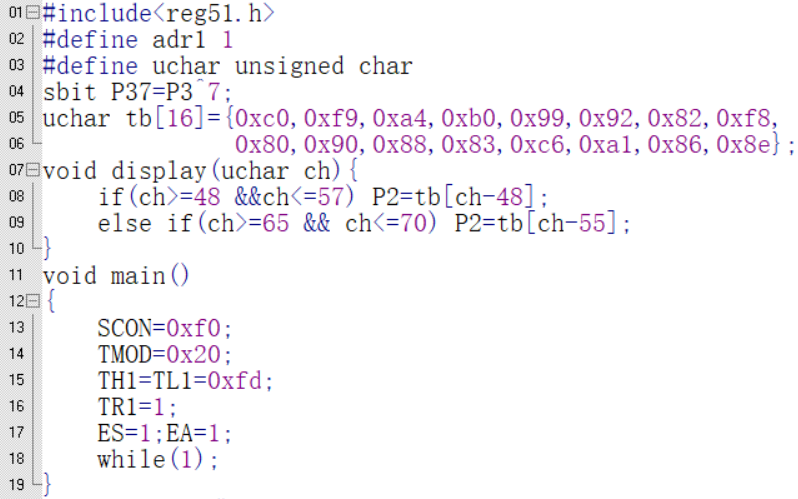 01 #include<reg51.h>
02 #define adr1 1
03 #define uchar unsigned char
04 sbit P37=P3^7;
05 uchar tb[16]={0xc0,0xf9,0xa4,0xb0,0x99,0x92,0x82,0xf8,
06 0x80,0x90,0x88,0x83,0xc6,0xa1,0x86,0x8e};
07 void display(uchar ch){
08 if(ch>=48 &&ch<=57) P2=tb[ch-48];
09 else if(ch>=65 && ch<=70) P2=tb[ch-55];
10 }
11 void main()
12 {
13 SCON=0xf0;
14 TMOD=0x20;
15 TH1=TL1=0xfd;
16 TR1=1;
17 ES=1;EA=1;
18 while(1);
19 }